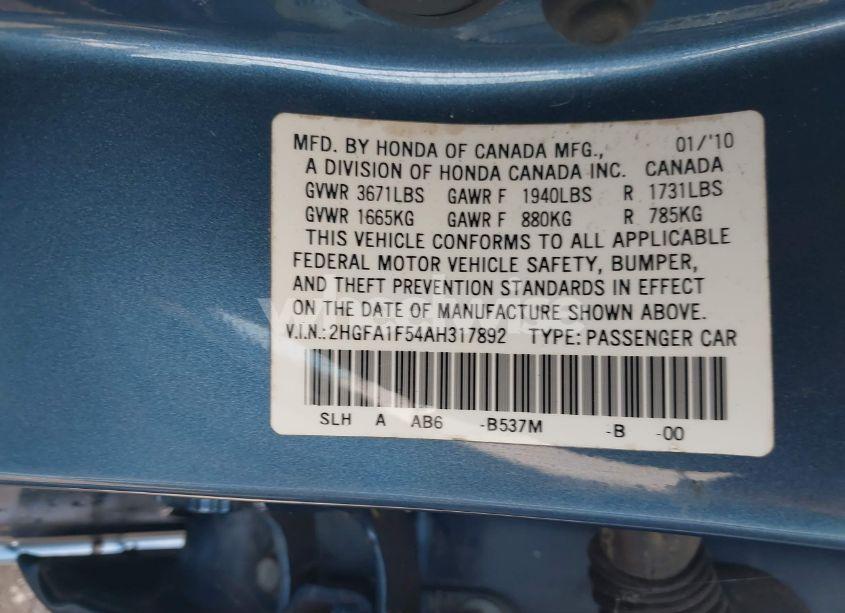 MFD. BY HONDA OF CANADA MFG., 01/'10
A DIVISION OF HONDA CANADA INC. CANADA
GVWR 3671LBS GAWR F 1940LBS R 1731LBS
GVWR 1665KG GAWR F 880KG R 785KG
THIS VEHICLE CONFORMS TO ALL APPLICABLE
FEDERAL MOTOR VEHICLE SAFETY, BUMPER,
AND THEFT PREVENTION STANDARDS IN EFFECT
ON THE DATE OF MANUFACTURE SHOWN ABOVE.
V.I.N.:2HGFA1F54AH317892 TYPE:PASSENGER CAR
SLH A AB6 -B537M -B -00